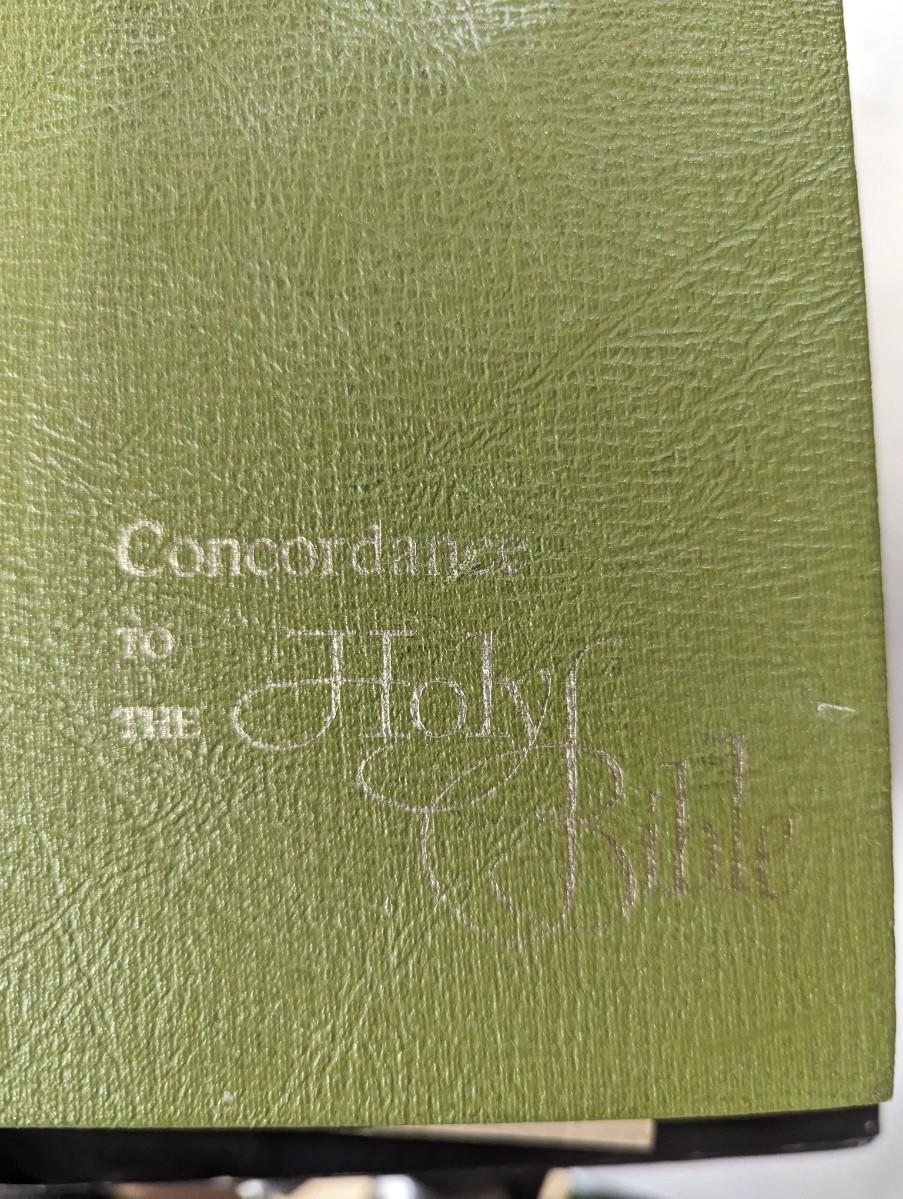 Concordance
TO
THE Holy
Bible